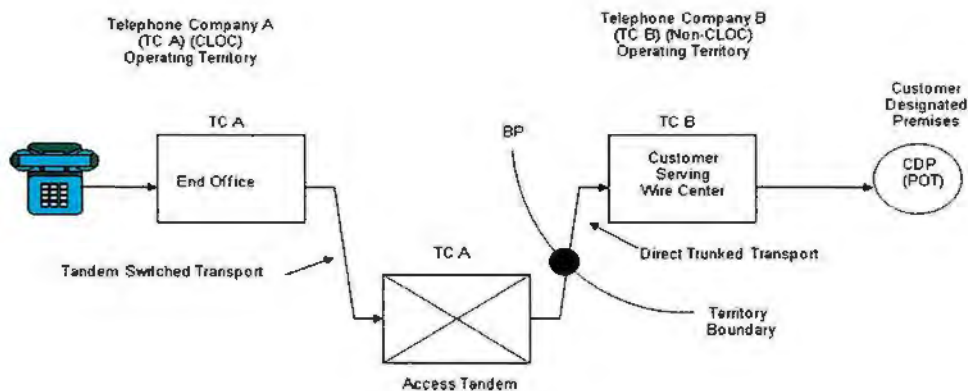 Telephone Company A
(TC A) (CLOC)
Operating Territory
Telephone Company B
(TC B) (Non-CLOC)
Operating Territory
Customer
Designated
Premises
TC A
End Office
BP
TC B
Customer
Serving
Wire Center
CDP
(POT)
Tandem Switched Transport
TC A
Direct Trunked Transport
Territory
Boundary
Access Tandem